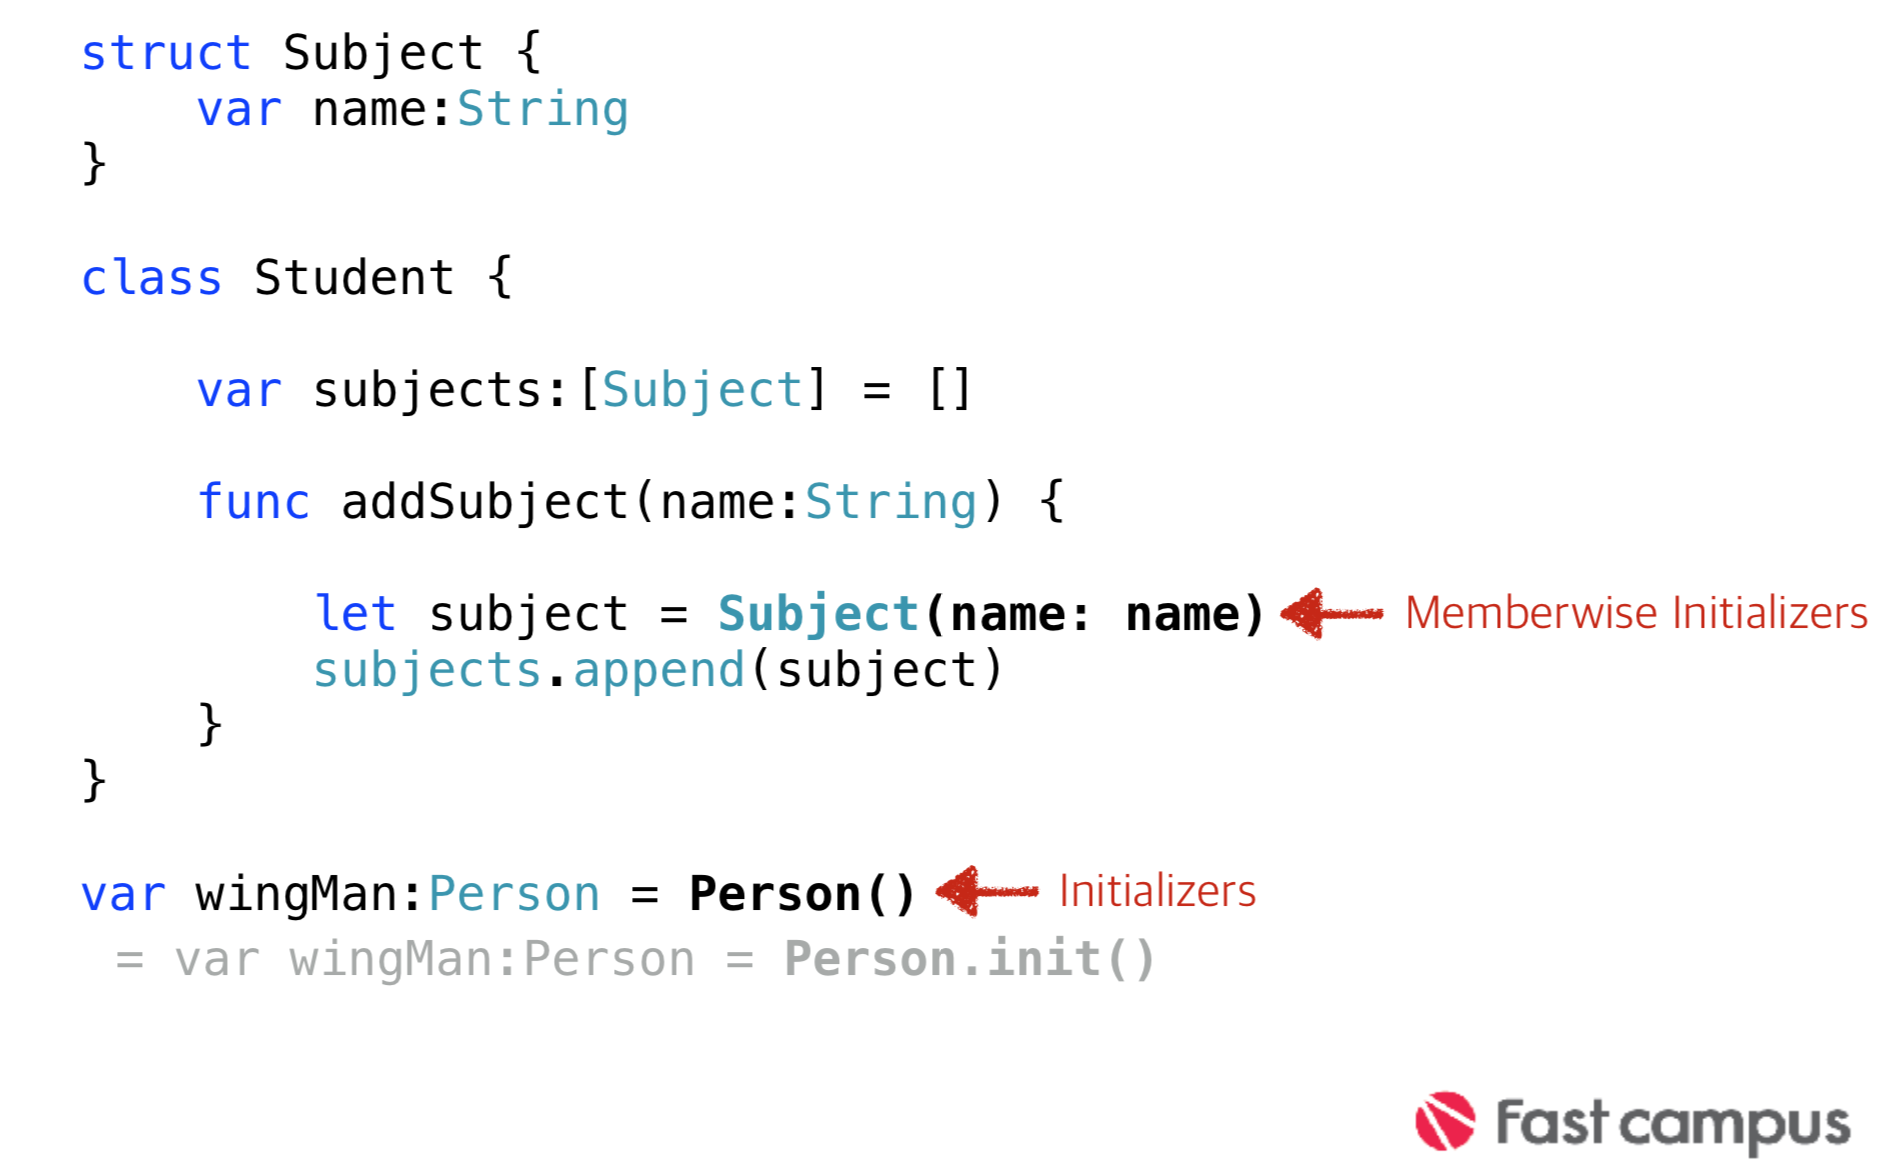 struct Subject {
    var name:String
}
class Student {
    var subjects:[Subject] = []
    func addSubject(name:String) {
        let subject = Subject(name: name) Memberwise Initializers
        subjects.append(subject)
    }
}
var wingMan:Person = Person() Initializers
= var wingMan:Person = Person.init()
Fast campus